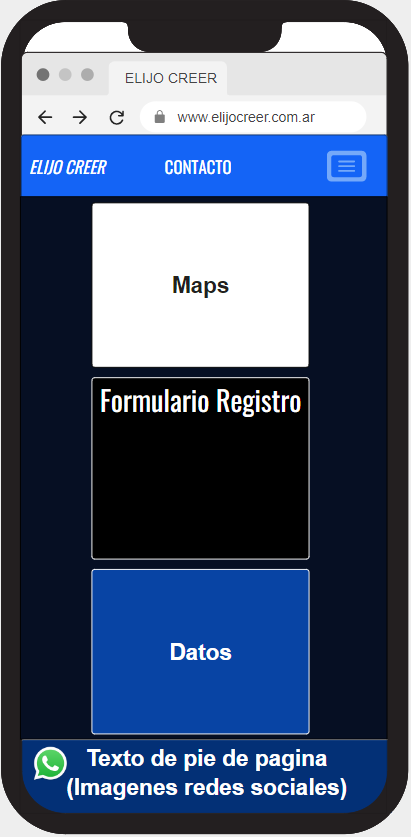 ELIJO CREER
www.elijocreer.com.ar
ELIJO CREER CONTACTO
Maps
Formulario Registro
Datos
Texto de pie de pagina
(Imagenes redes sociales)